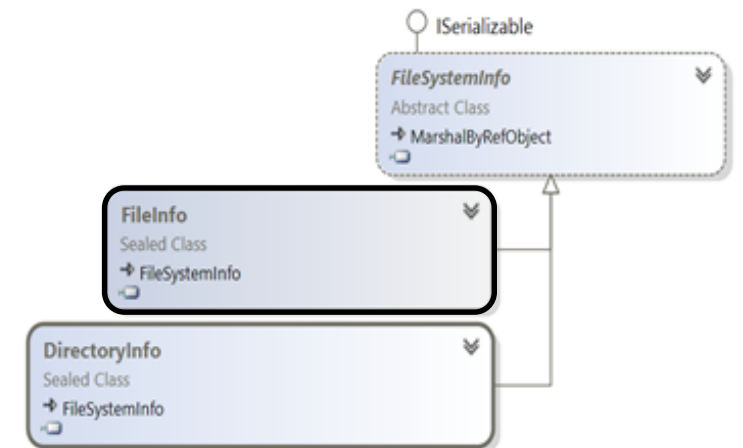 ISerializable
FileSystemInfo
Abstract Class
MarshalByRefObject
FileInfo
Sealed Class
FileSystemInfo
DirectoryInfo
Sealed Class
FileSystemInfo